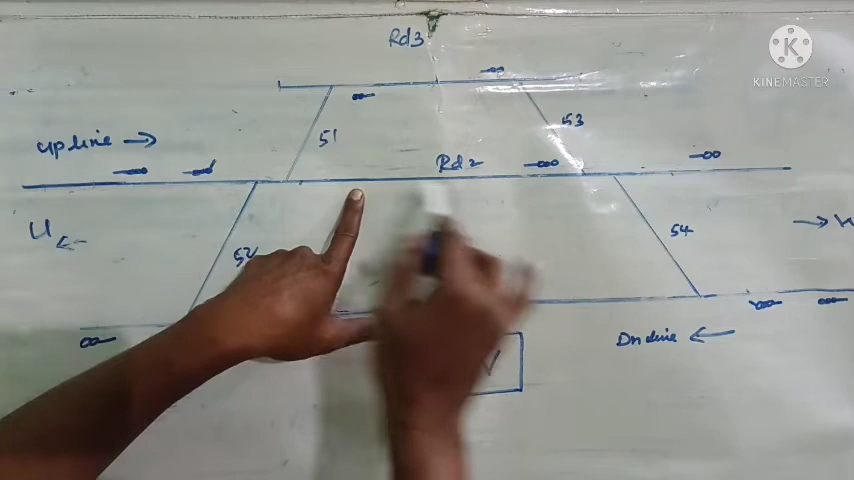 Rd3
K
KINEMASTER
51
53
up line →
Rd2
U ←
52
54
Dn line ←
V